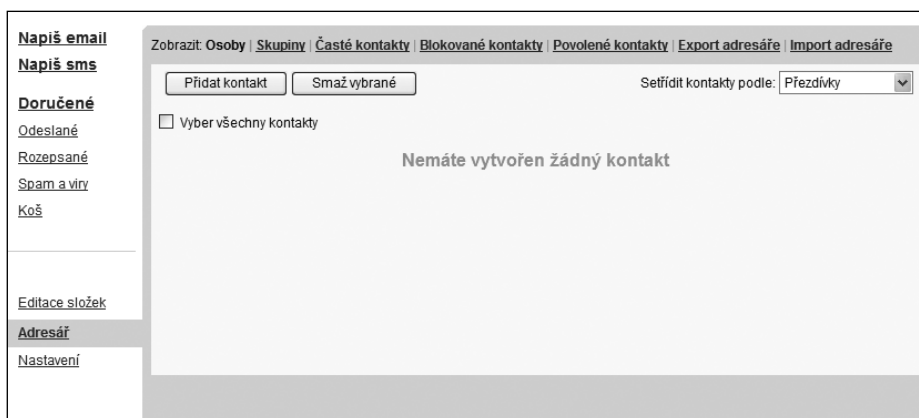 Napiš email
Napiš sms
Doručené
Odeslané
Rozepsané
Spam a viry
Koš
Editace složek
Adresář
Nastavení
Zobrazit: Osoby | Skupiny | Časté kontakty | Blokované kontakty | Povolené kontakty | Export adresáře | Import adresáře
Přidat kontakt Smaž vybrané Setřídit kontakty podle: Přezdívky
Vyber všechny kontakty
Nemáte vytvořen žádný kontakt